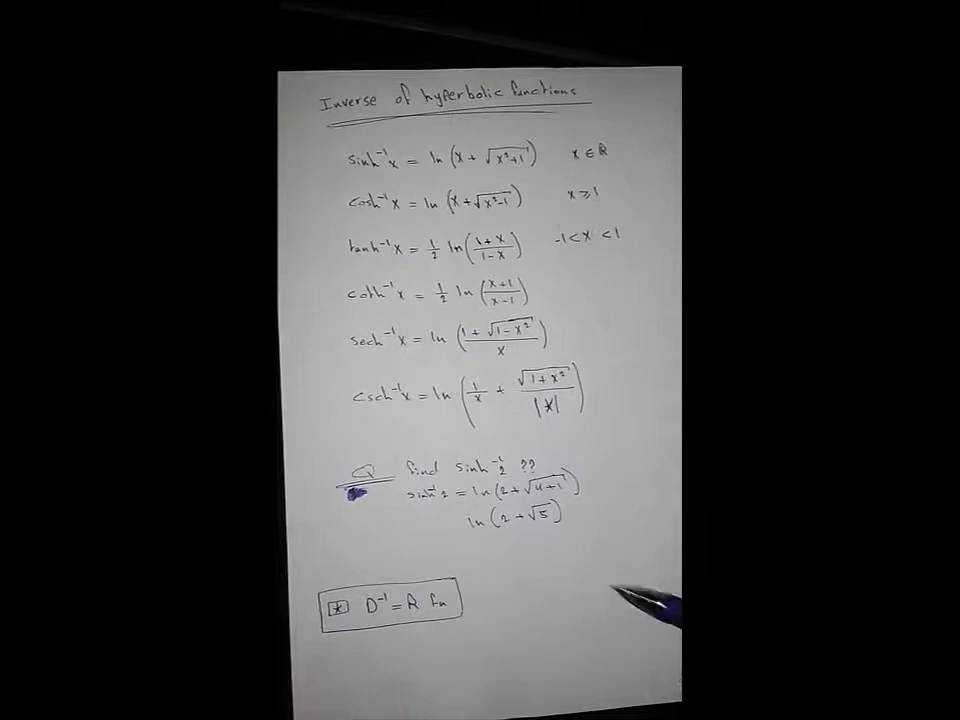 Inverse of hyperbolic functions
sinh⁻¹x = ln (x + √(x²+1)) x ∈ R
cosh⁻¹x = ln (x + √(x²-1)) x ⩾ 1
tanh⁻¹x = 1/2 ln((1+x)/(1-x)) -1 < x < 1
coth⁻¹x = 1/2 ln ((x+1)/(x-1))
sech⁻¹x = ln ((1 + √(1-x²))/x)
csch⁻¹x = ln (1/x + √(1+x²)/|x|)
Q find sinh⁻¹ 2 ??
sinh⁻¹ 2 = ln (2 + √(4+1))
ln (2 + √5)
* D⁻¹ = R fn